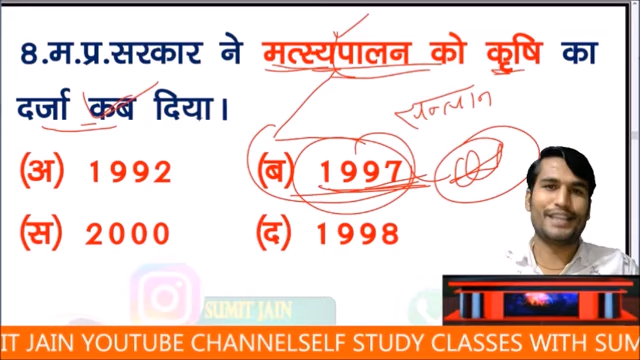 8. म.प्र.सरकार ने मत्स्यपालन को कृषि का
दर्जा कब दिया।
(अ) 1992 (ब) 1997
(स) 2000 (द) 1998
SUMIT JAIN
IT JAIN YOUTUBE CHANNELSELF STUDY CLASSES WITH SUM